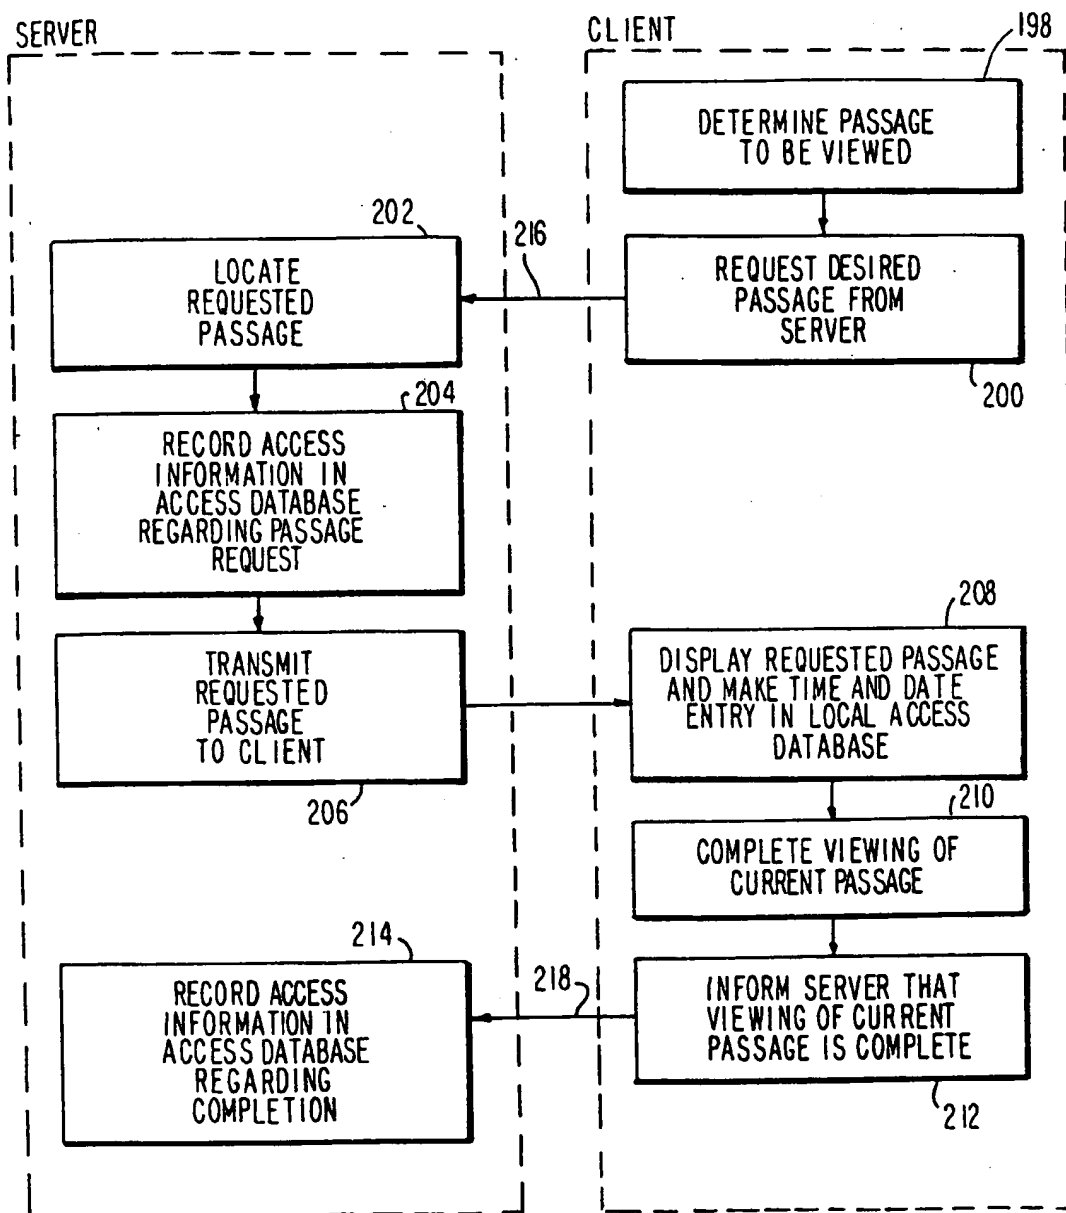 SERVER
CLIENT
198
DETERMINE PASSAGE
TO BE VIEWED
202
216
LOCATE
REQUESTED
PASSAGE
REQUEST DESIRED
PASSAGE FROM
SERVER
200
204
RECORD ACCESS
INFORMATION IN
ACCESS DATABASE
REGARDING PASSAGE
REQUEST
208
TRANSMIT
REQUESTED
PASSAGE
TO CLIENT
206
DISPLAY REQUESTED PASSAGE
AND MAKE TIME AND DATE
ENTRY IN LOCAL ACCESS
DATABASE
210
COMPLETE VIEWING OF
CURRENT PASSAGE
214
218
RECORD ACCESS
INFORMATION IN
ACCESS DATABASE
REGARDING
COMPLETION
INFORM SERVER THAT
VIEWING OF CURRENT
PASSAGE IS COMPLETE
212